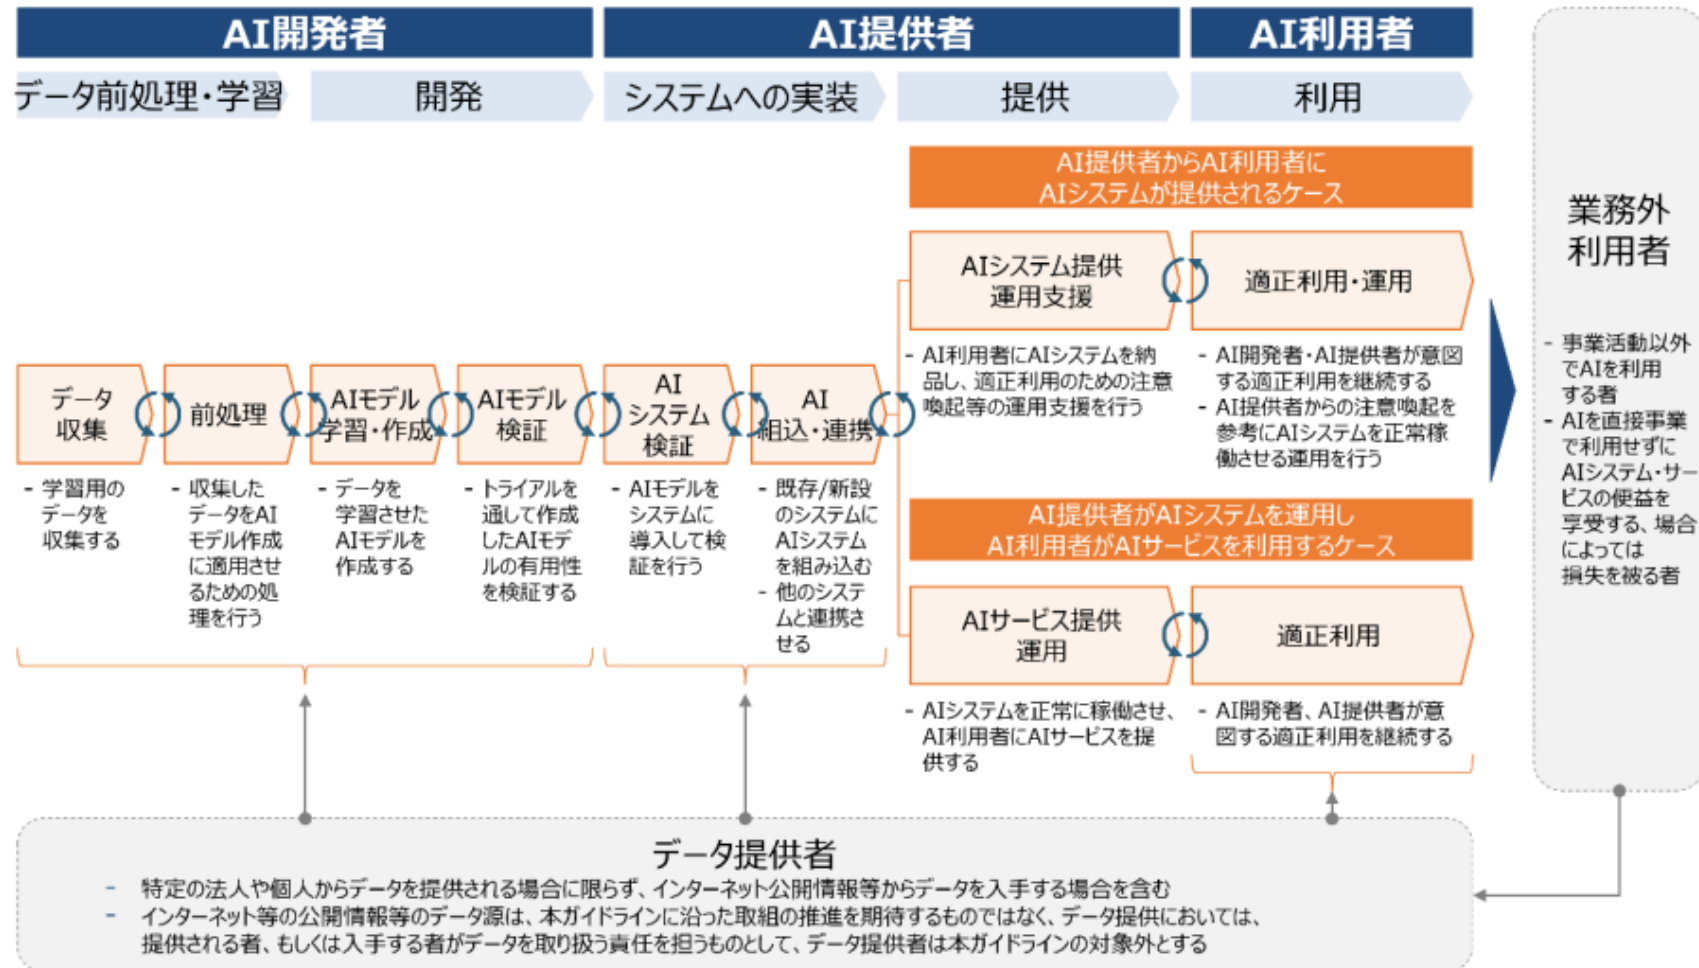 AI開発者
AI提供者
AI利用者
データ前処理・学習
開発
システムへの実装
提供
利用
AI提供者からAI利用者に
AIシステムが提供されるケース
AIシステム提供
運用支援
適正利用・運用
- AI利用者にAIシステムを納
品し、適正利用のための注意
喚起等の運用支援を行う
- AI開発者・AI提供者が意図
する適正利用を継続する
- AI提供者からの注意喚起を
参考にAIシステムを正常稼
働させる運用を行う
データ
収集
前処理
AIモデル
学習・作成
AIモデル
検証
AI
システム
検証
AI
組込・連携
- 学習用の
データを
収集する
- 収集した
データをAI
モデル作成
に適用させ
るための処
理を行う
- データを
学習させた
AIモデルを
作成する
- トライアルを
通して作成
したAIモデ
ルの有用性
を検証する
- AIモデルを
システムに
導入して検
証を行う
- 既存/新設
のシステムに
AIシステム
を組み込む
- 他のシステ
ムと連携さ
せる
AI提供者がAIシステムを運用し
AI利用者がAIサービスを利用するケース
AIサービス提供
運用
適正利用
- AIシステムを正常に稼働させ、
AI利用者にAIサービスを提
供する
- AI開発者、AI提供者が意
図する適正利用を継続する
業務外
利用者
- 事業活動以外
でAIを利用
する者
- AIを直接事業
で利用せずに
AIシステム・サー
ビスの便益を
享受する、場合
によっては
損失を被る者
データ提供者
- 特定の法人や個人からデータを提供される場合に限らず、インターネット公開情報等からデータを入手する場合を含む
- インターネット等の公開情報等のデータ源は、本ガイドラインに沿った取組の推進を期待するものではなく、データ提供においては、
提供される者、もしくは入手する者がデータを取り扱う責任を担うものとして、データ提供者は本ガイドラインの対象外とする